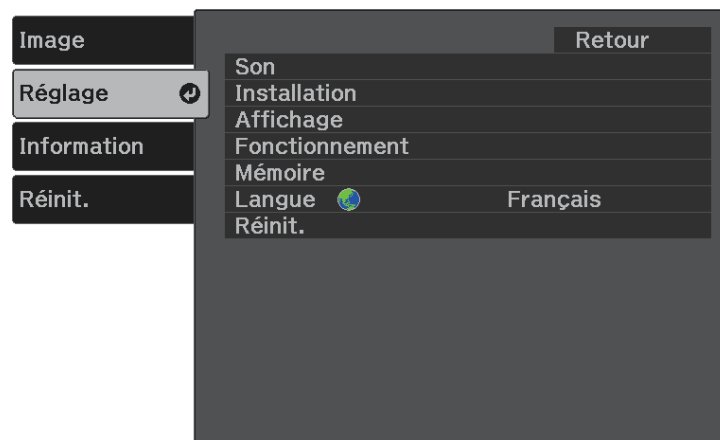 Image
Réglage
Information
Réinit.
Retour
Son
Installation
Affichage
Fonctionnement
Mémoire
Langue Français
Réinit.